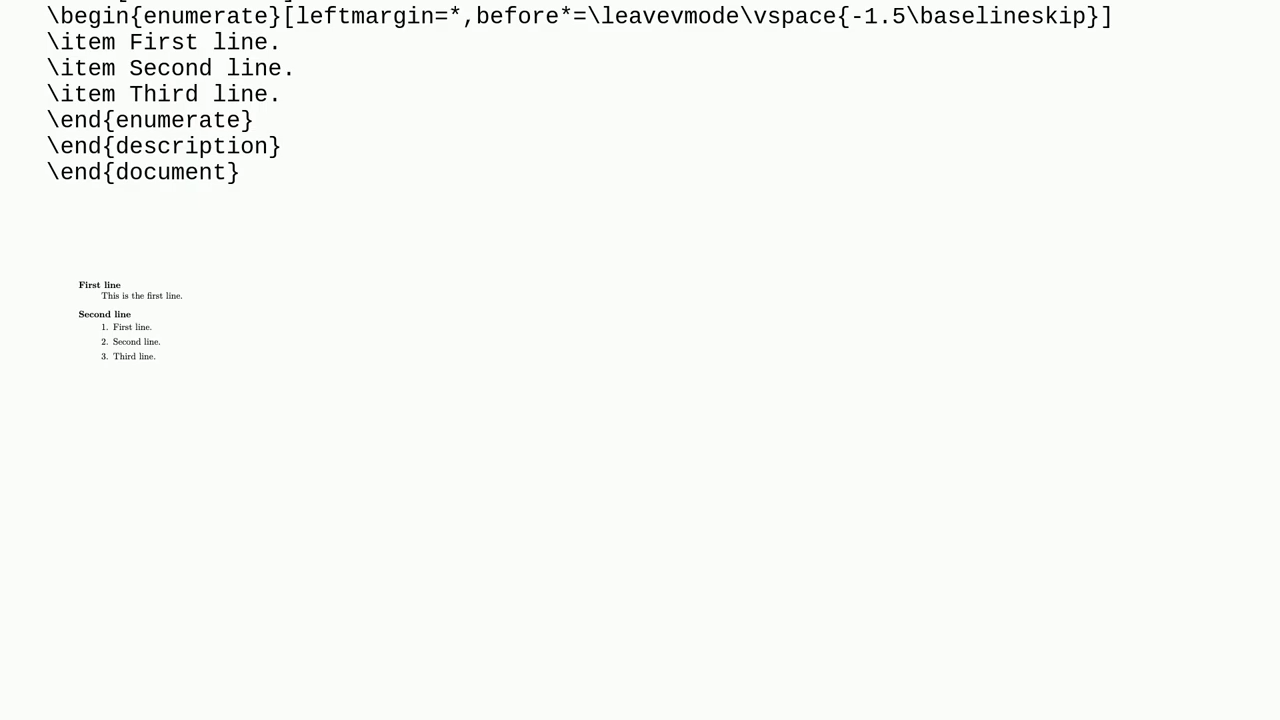 \begin{enumerate}[leftmargin=*,before*=\leavevmode\vspace{-1.5\baselineskip}]
\item First line.
\item Second line.
\item Third line.
\end{enumerate}
\end{description}
\end{document}
First line
This is the first line.
Second line
1. First line.
2. Second line.
3. Third line.